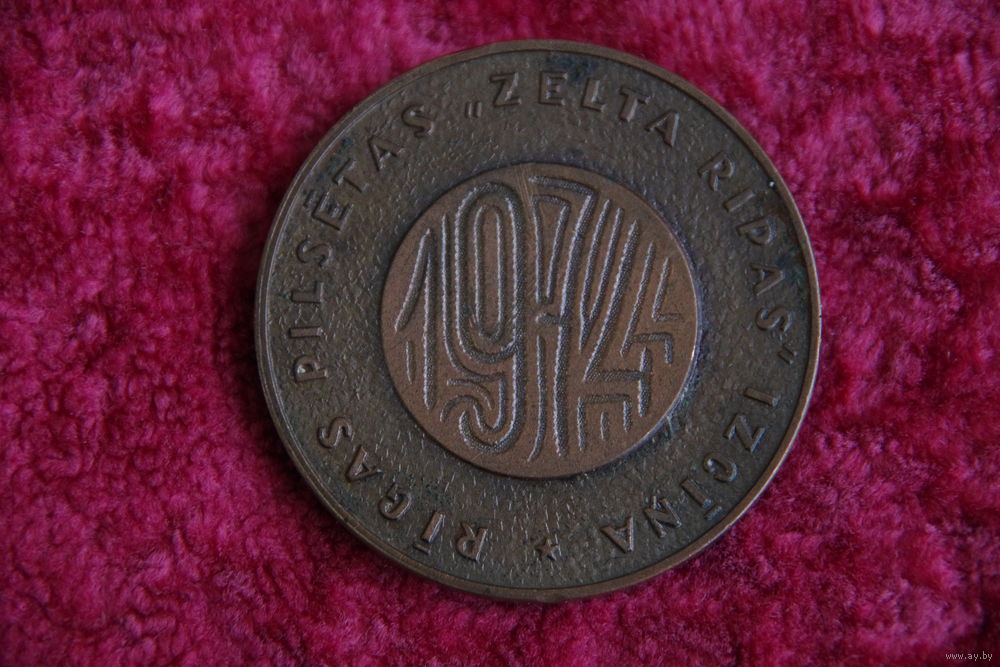 RĪGAS PILSĒTAS „ZELTA RIPAS" IZCĪŅA
1974
www.ay.by